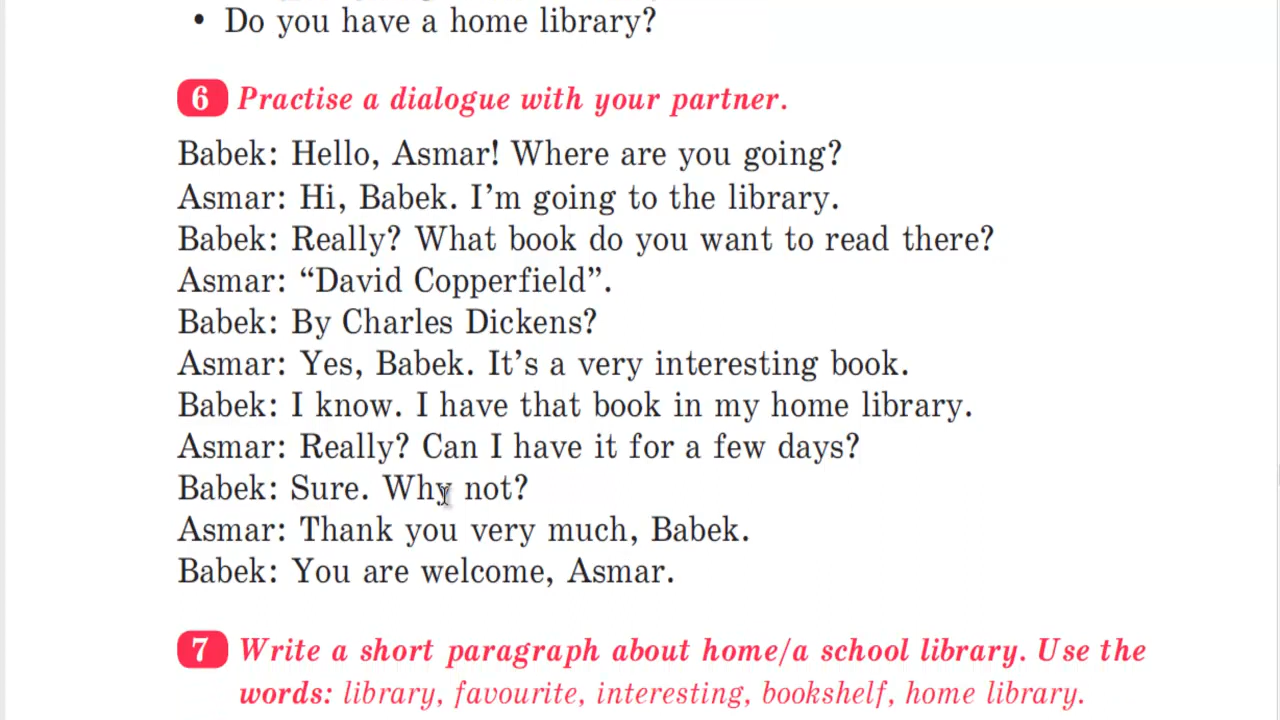 • Do you have a home library?
6 Practise a dialogue with your partner.
Babek: Hello, Asmar! Where are you going?
Asmar: Hi, Babek. I'm going to the library.
Babek: Really? What book do you want to read there?
Asmar: “David Copperfield”.
Babek: By Charles Dickens?
Asmar: Yes, Babek. It's a very interesting book.
Babek: I know. I have that book in my home library.
Asmar: Really? Can I have it for a few days?
Babek: Sure. Why not?
Asmar: Thank you very much, Babek.
Babek: You are welcome, Asmar.
7 Write a short paragraph about home/a school library. Use the
words: library, favourite, interesting, bookshelf, home library.